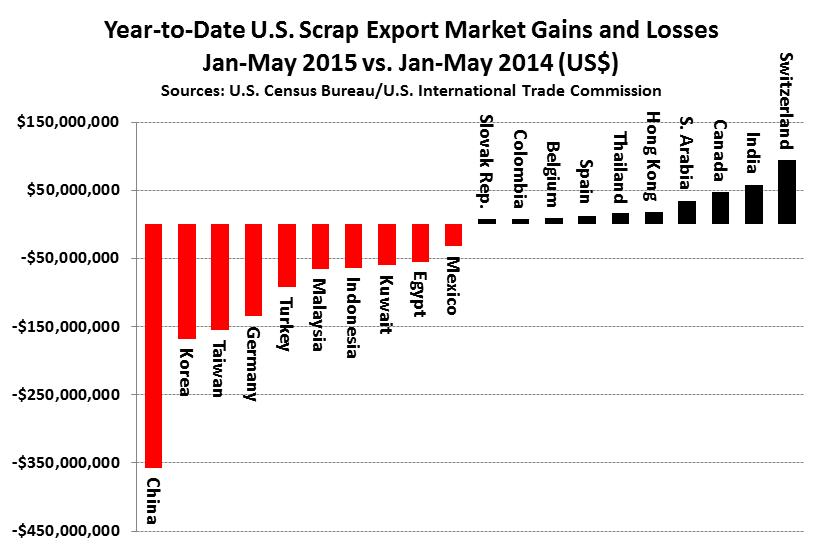 Year-to-Date U.S. Scrap Export Market Gains and Losses
Jan-May 2015 vs. Jan-May 2014 (US$)
Sources: U.S. Census Bureau/U.S. International Trade Commission
$150,000,000
$50,000,000
-$50,000,000
-$150,000,000
-$250,000,000
-$350,000,000
-$450,000,000
China
Korea
Taiwan
Germany
Turkey
Malaysia
Indonesia
Kuwait
Egypt
Mexico
Slovak Rep.
Colombia
Belgium
Spain
Thailand
Hong Kong
S. Arabia
Canada
India
Switzerland